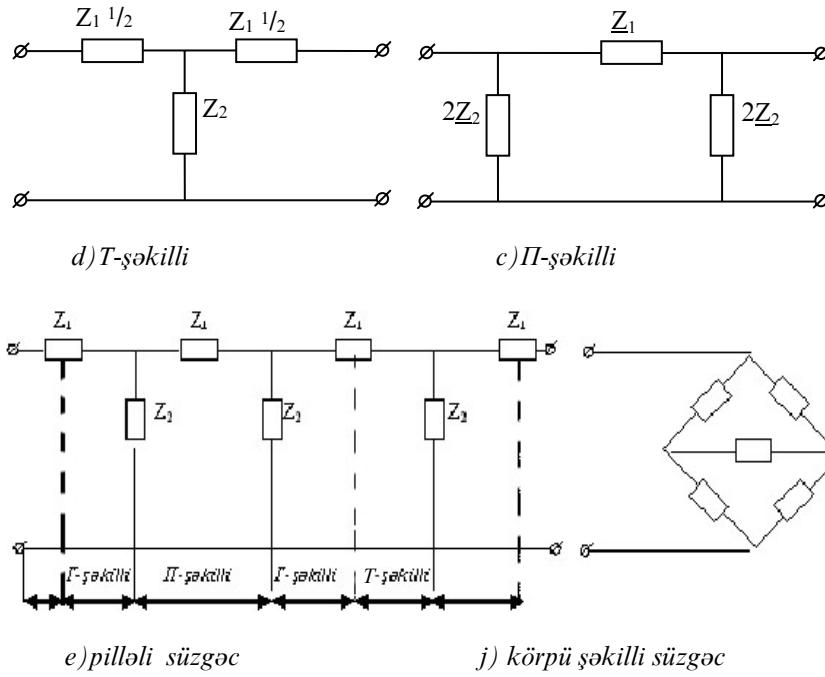 Z₁ ¹/₂ Z₁ ¹/₂
Z₂
d) T-şəkilli
Z₁
2Z₂ 2Z₂
c) П-şəkilli
Z₁ Z₁ Z₁ Z₁
Z₂ Z₂ Z₂
Г-şəkilli П-şəkilli Г-şəkilli T-şəkilli
e) pilləli süzgəc
j) körpü şəkilli süzgəc